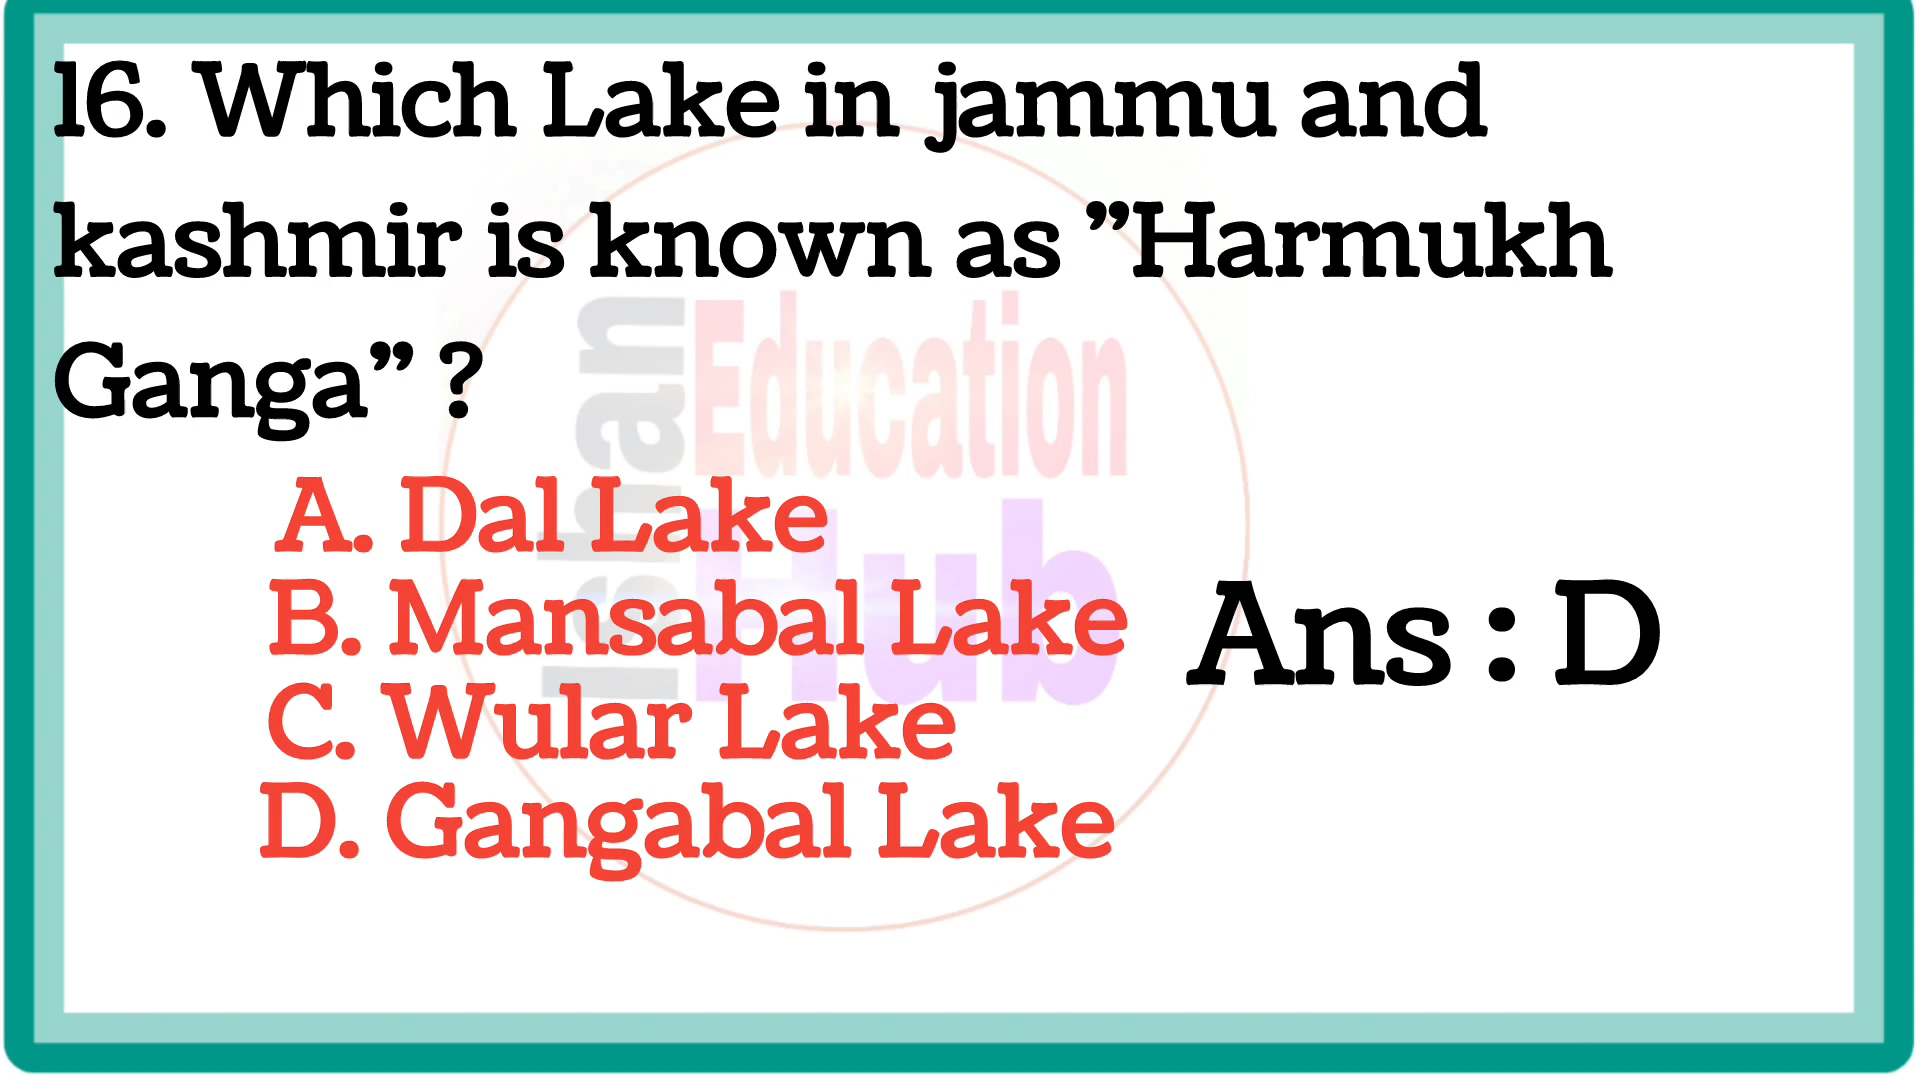 16. Which Lake in jammu and
kashmir is known as ”Harmukh
Ganga” ?
A. Dal Lake
B. Mansabal Lake
C. Wular Lake
D. Gangabal Lake
Ans : D
Ishan
Education
Hub